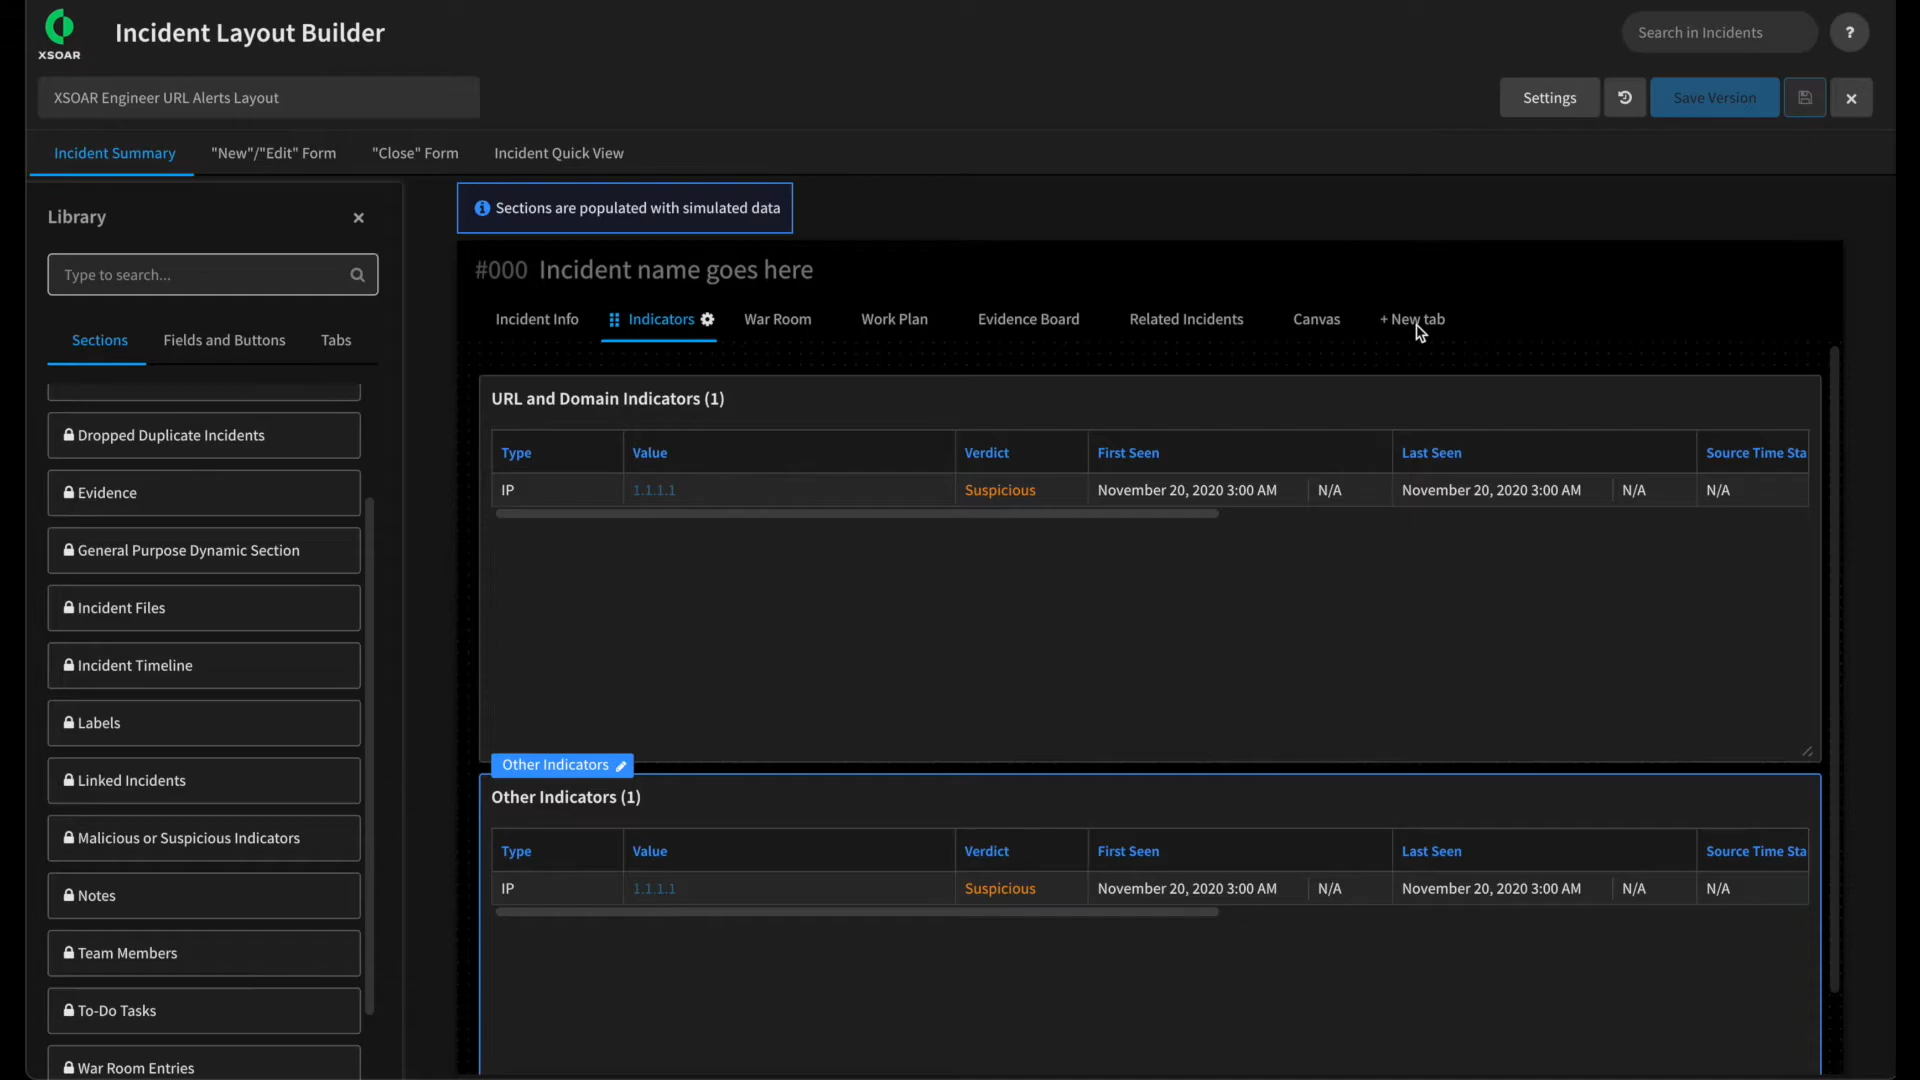 XSOAR
Incident Layout Builder
Search in Incidents
?
XSOAR Engineer URL Alerts Layout
Settings
Save Version
Incident Summary
"New"/"Edit" Form
"Close" Form
Incident Quick View
Library
Type to search...
Sections
Fields and Buttons
Tabs
Dropped Duplicate Incidents
Evidence
General Purpose Dynamic Section
Incident Files
Incident Timeline
Labels
Linked Incidents
Malicious or Suspicious Indicators
Notes
Team Members
To-Do Tasks
War Room Entries
Sections are populated with simulated data
#000 Incident name goes here
Incident Info
Indicators
War Room
Work Plan
Evidence Board
Related Incidents
Canvas
+ New tab
URL and Domain Indicators (1)
Type Value Verdict First Seen Last Seen Source Time Sta
IP 1.1.1.1 Suspicious November 20, 2020 3:00 AM N/A November 20, 2020 3:00 AM N/A N/A
Other Indicators
Other Indicators (1)
Type Value Verdict First Seen Last Seen Source Time Sta
IP 1.1.1.1 Suspicious November 20, 2020 3:00 AM N/A November 20, 2020 3:00 AM N/A N/A